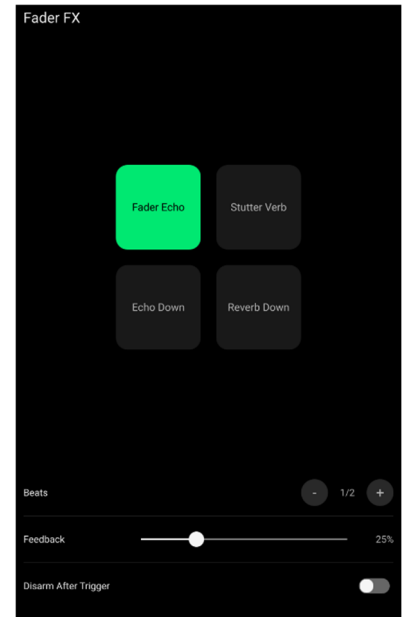 Fader FX
Fader Echo
Stutter Verb
Echo Down
Reverb Down
Beats - 1/2 +
Feedback 25%
Disarm After Trigger